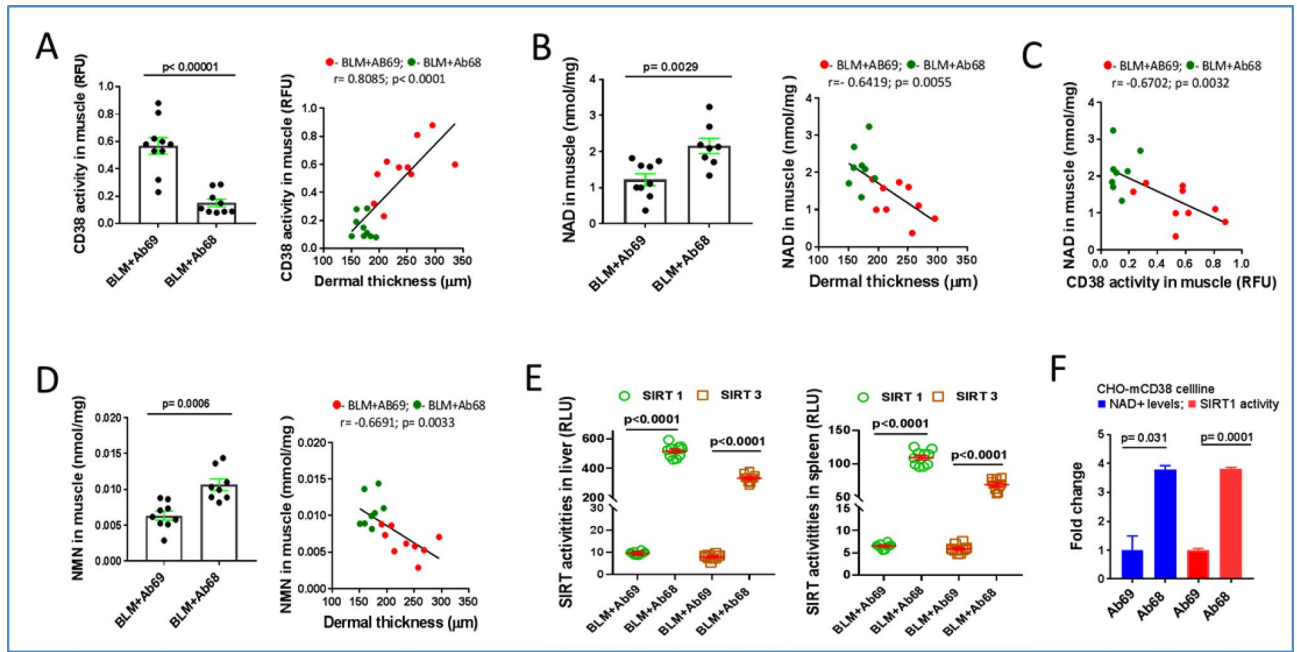 A
CD38 activity in muscle (RFU)
p< 0.00001
1.0
0.8
0.6
0.4
0.2
0.0
BLM+Ab69
BLM+Ab68
- BLM+AB69; - BLM+Ab68
r= 0.8085; p< 0.0001
CD38 activity in muscle (RFU)
1.0
0.8
0.6
0.4
0.2
0.0
100 150 200 250 300 350
Dermal thickness (μm)
B
NAD in muscle (nmol/mg)
p= 0.0029
4
3
2
1
0
BLM+Ab69
BLM+Ab68
- BLM+AB69; - BLM+Ab68
r=- 0.6419; p= 0.0055
NAD in muscle (nmol/mg)
4
3
2
1
0
100 150 200 250 300 350
Dermal thickness (μm)
C
- BLM+AB69; - BLM+Ab68
r= -0.6702; p= 0.0032
NAD in muscle (nmol/mg)
4
3
2
1
0
0.0 0.2 0.4 0.6 0.8 1.0
CD38 activity in muscle (RFU)
D
NMN in muscle (nmol/mg)
p= 0.0006
0.020
0.015
0.010
0.005
0.000
BLM+Ab69
BLM+Ab68
- BLM+AB69; - BLM+Ab68
r= -0.6691; p= 0.0033
NMN in muscle (mmol/mg)
0.020
0.015
0.010
0.005
0.000
100 150 200 250 300 350
Dermal thickness (μm)
E
SIRT 1 SIRT 3
SIRT activitities in liver (RLU)
p<0.0001
p<0.0001
600
400
200
30
20
10
0
BLM+Ab69
BLM+Ab68
BLM+Ab69
BLM+Ab68
SIRT 1 SIRT 3
SIRT activitities in spleen (RLU)
p<0.0001
p<0.0001
150
100
50
15
10
5
0
BLM+Ab69
BLM+Ab68
BLM+Ab69
BLM+Ab68
F
CHO-mCD38 cellline
NAD+ levels; SIRT1 activity
p= 0.031 p= 0.0001
Fold change
5
4
3
2
1
0
Ab69
Ab68
Ab69
Ab68